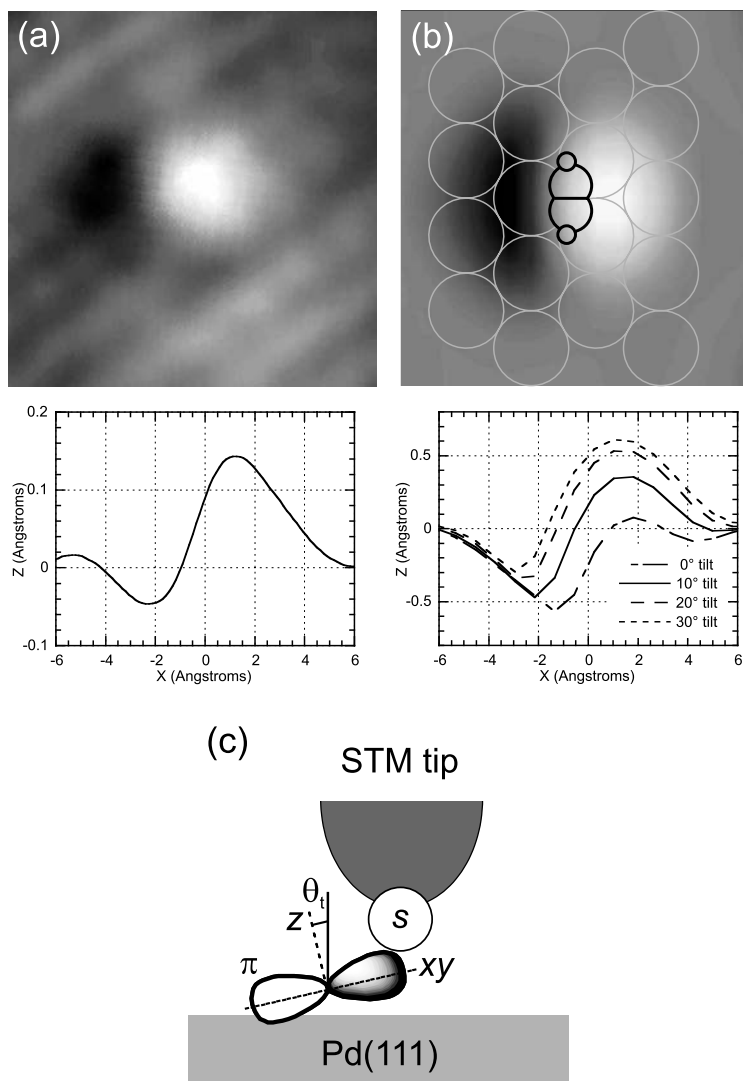 (a)
(b)
0.2
0.1
0
-0.1
Z (Angstroms)
-6 -4 -2 0 2 4 6
X (Angstroms)
0.5
0
-0.5
Z (Angstroms)
0° tilt
10° tilt
20° tilt
30° tilt
-6 -4 -2 0 2 4 6
X (Angstroms)
(c)
STM tip
s
θt
z
π
xy
Pd(111)